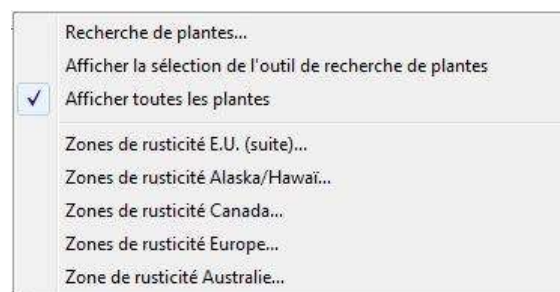 Recherche de plantes...
Afficher la sélection de l'outil de recherche de plantes
Afficher toutes les plantes
Zones de rusticité E.U. (suite)...
Zones de rusticité Alaska/Hawaï...
Zones de rusticité Canada...
Zones de rusticité Europe...
Zone de rusticité Australie...